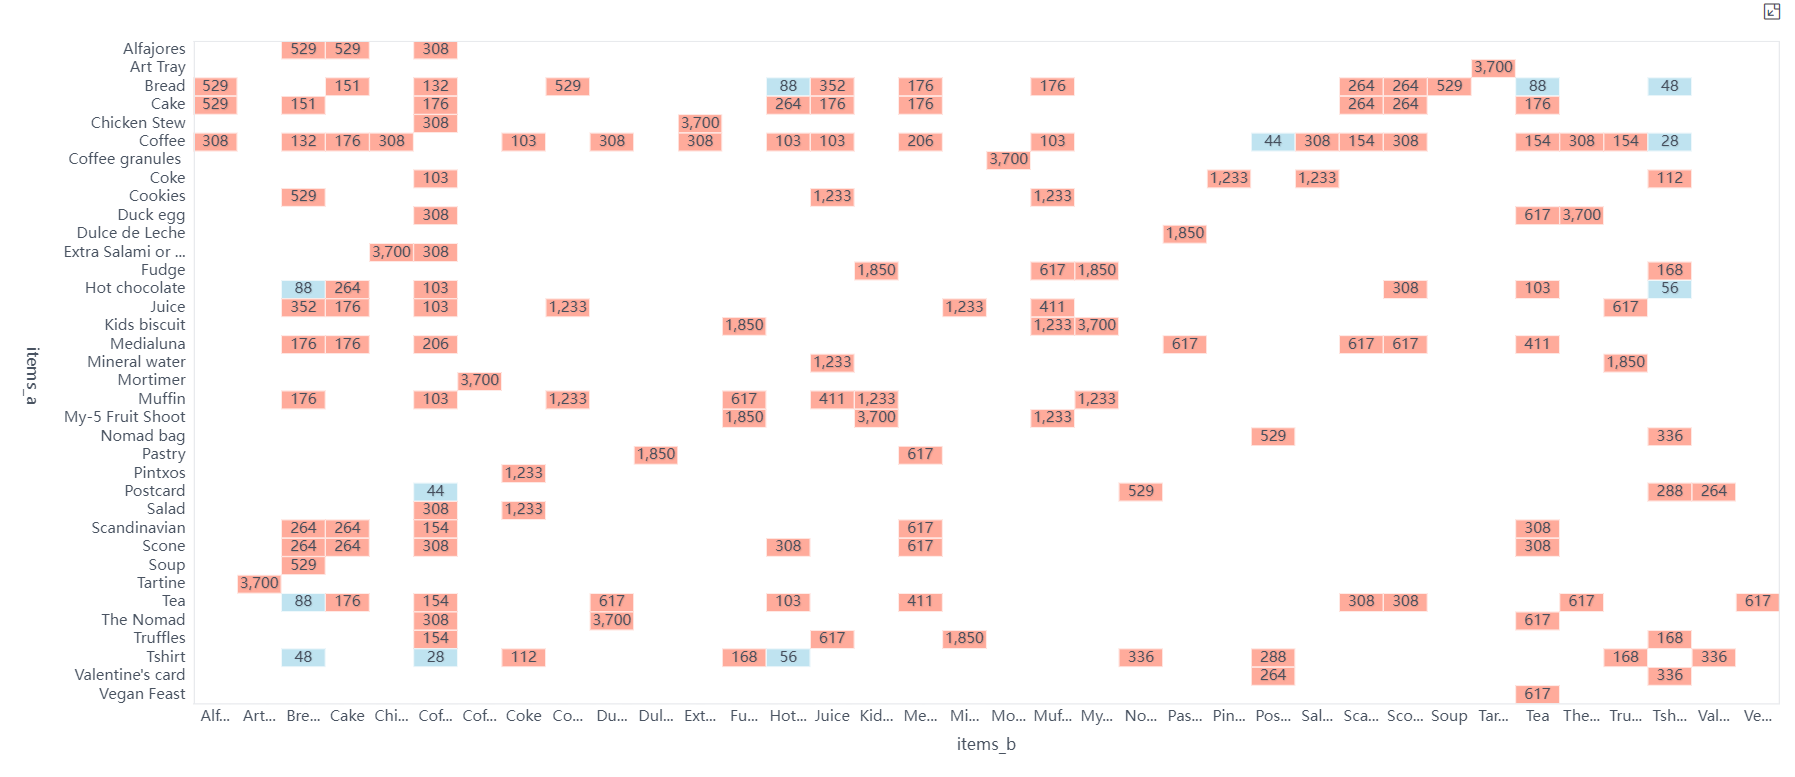 Alfajores 529 529 308
Art Tray 3,700
Bread 529 151 132 529 88 352 176 176 264 264 529 88 48
Cake 529 151 176 264 176 176 264 264 176
Chicken Stew 308 3,700
Coffee 308 132 176 308 103 308 308 103 103 206 103 44 308 154 308 154 308 154 28
Coffee granules 3,700
Coke 103 1,233 1,233 112
Cookies 529 1,233 1,233
Duck egg 308 617 3,700
Dulce de Leche 1,850
Extra Salami or ... 3,700 308
Fudge 1,850 617 1,850 168
Hot chocolate 88 264 103 308 103 56
Juice 352 176 103 1,233 1,233 411 617
Kids biscuit 1,850 1,233 3,700
Medialuna 176 176 206 617 617 617 411
Mineral water 1,233 1,850
Mortimer 3,700
Muffin 176 103 1,233 617 411 1,233 1,233
My-5 Fruit Shoot 1,850 3,700 1,233
Nomad bag 529 336
Pastry 1,850 617
Pintxos 1,233
Postcard 44 529 288 264
Salad 308 1,233
Scandinavian 264 264 154 617 308
Scone 264 264 308 308 617 308
Soup 529
Tartine 3,700
Tea 88 176 154 617 103 411 308 308 617 617
The Nomad 308 3,700 617
Truffles 154 617 1,850 168
Tshirt 48 28 112 168 56 336 288 168 336
Valentine's card 264 336
Vegan Feast 617
Alf... Art... Bre... Cake Chi... Cof... Cof... Coke Co... Du... Dul... Ext... Fu... Hot... Juice Kid... Me... Mi... Mo... Muf... My... No... Pas... Pin... Pos... Sal... Sca... Sco... Soup Tar... Tea The... Tru... Tsh... Val... Ve...
items_b
items_a